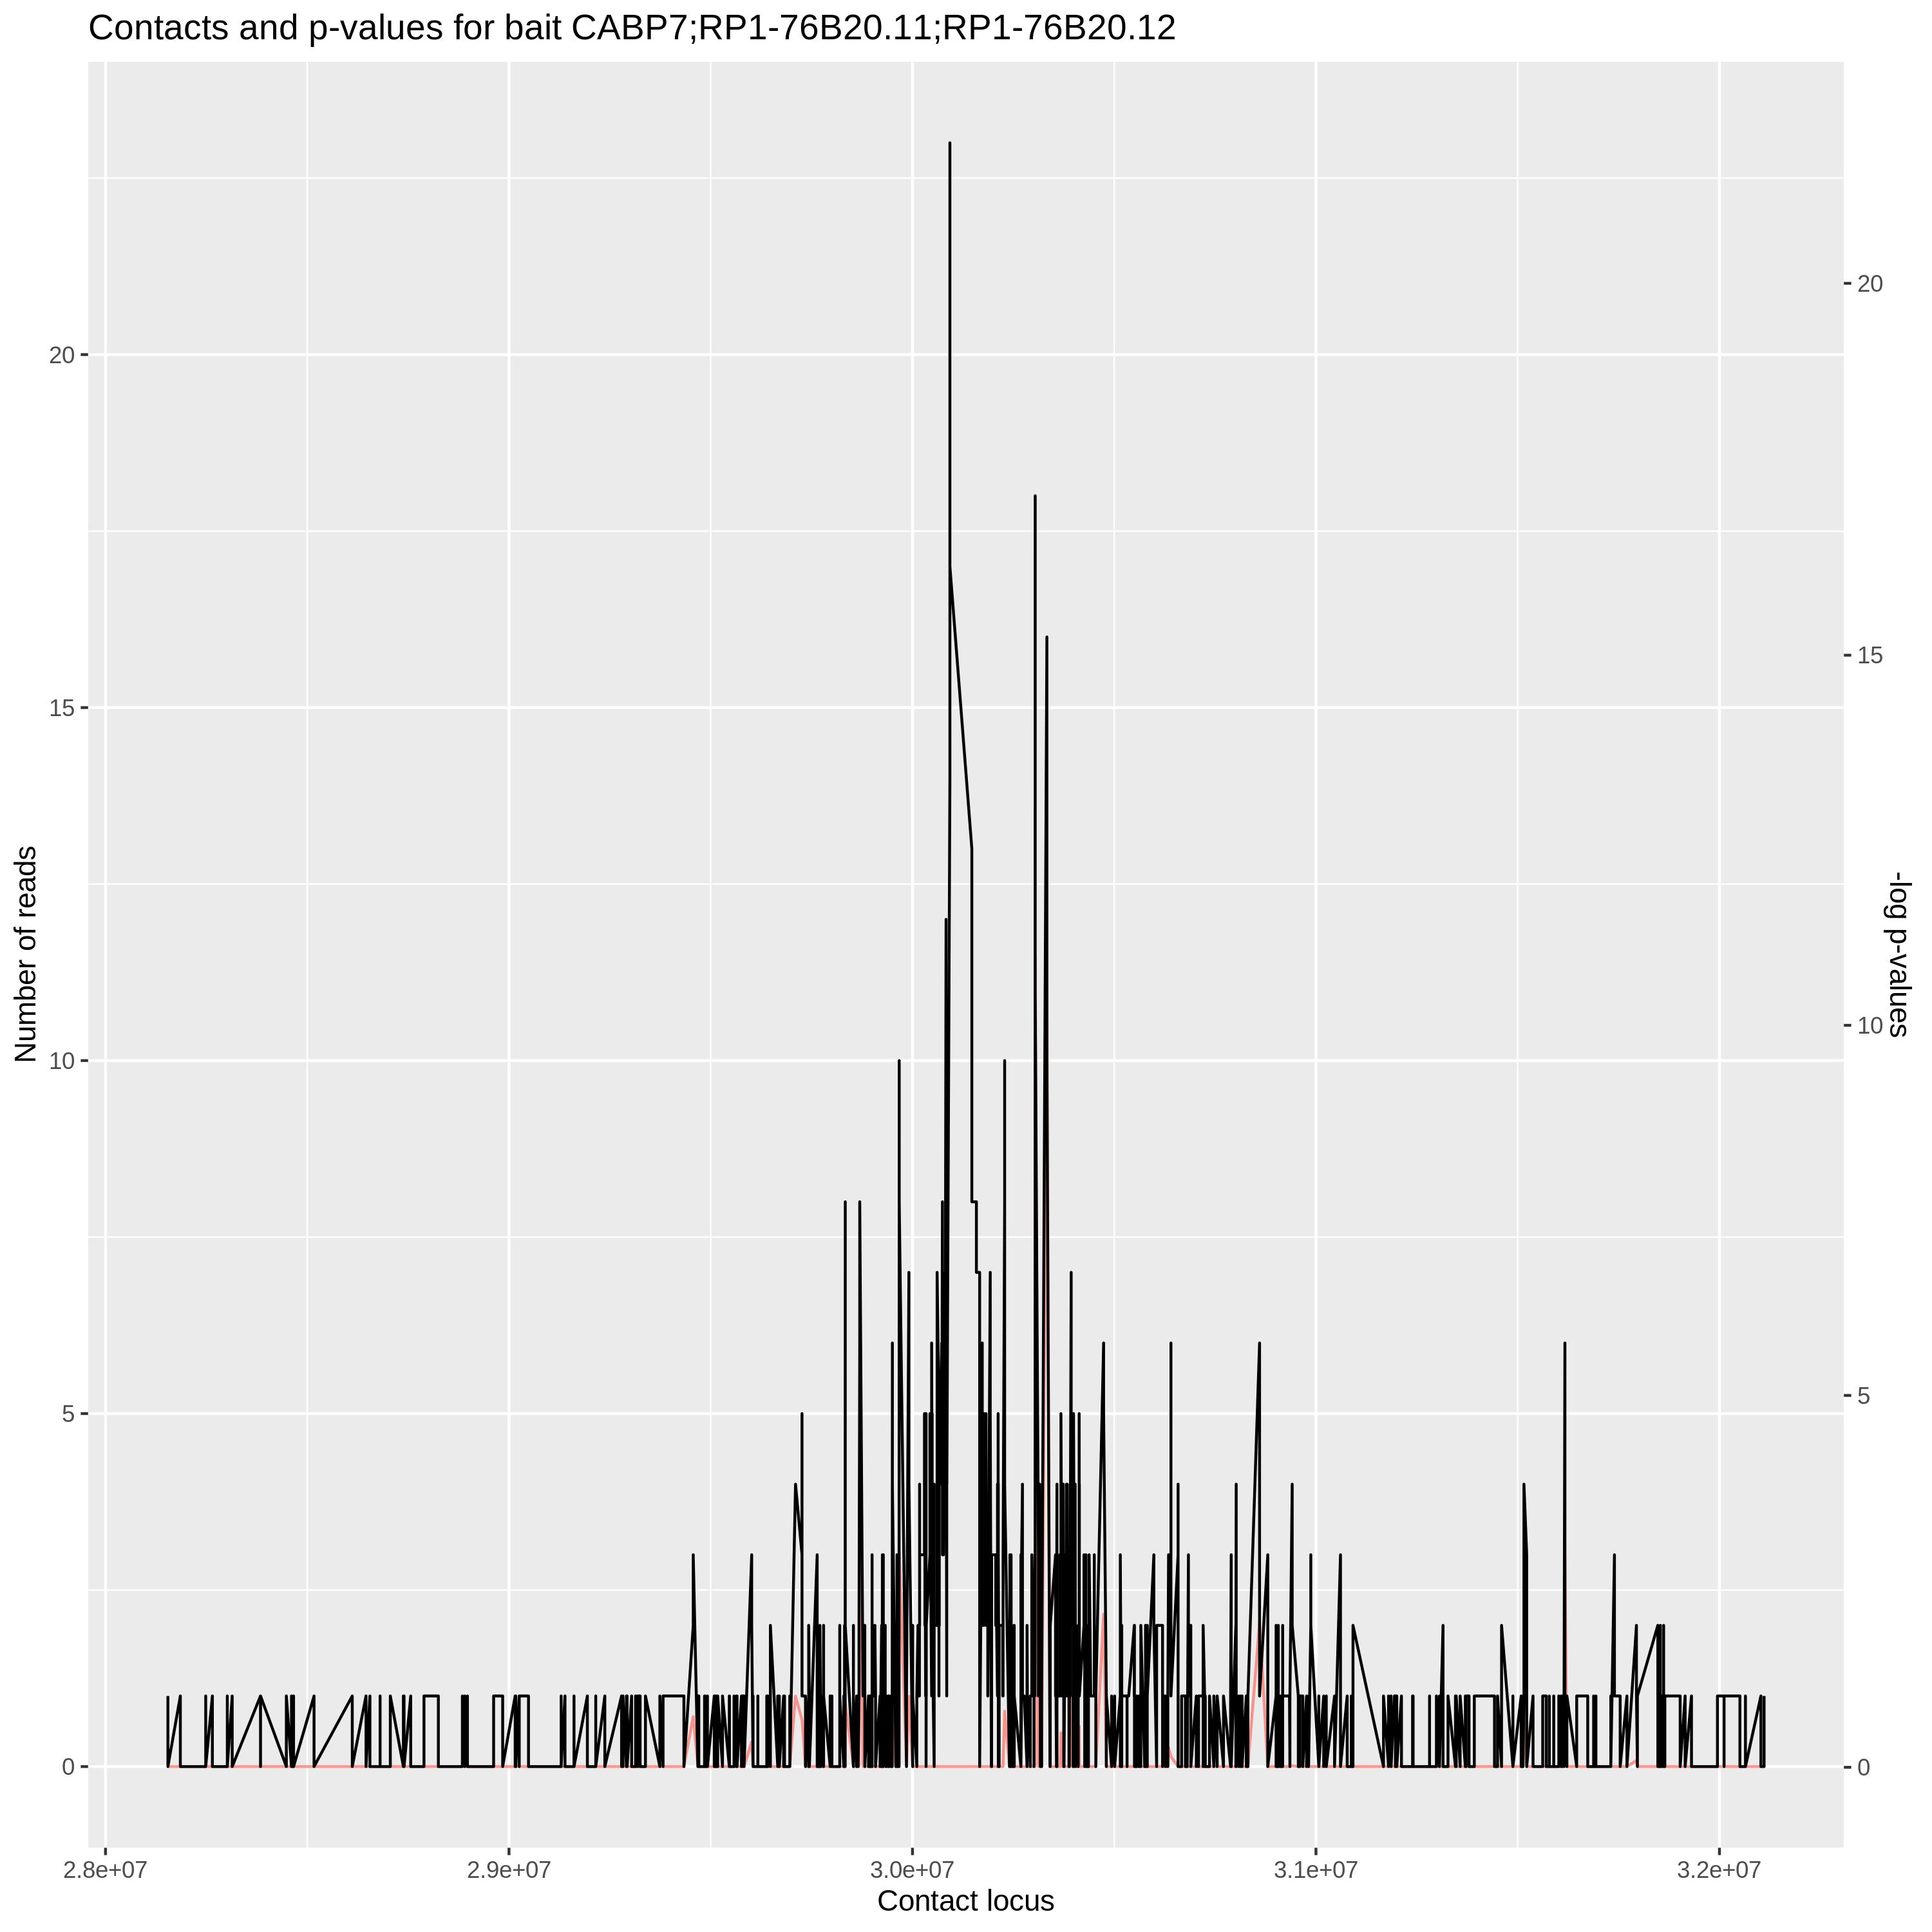 Contacts and p-values for bait CABP7;RP1-76B20.11;RP1-76B20.12
Number of reads
20
15
10
5
0
20
15
10
5
0
-log p-values
2.8e+07 2.9e+07 3.0e+07 3.1e+07 3.2e+07
Contact locus